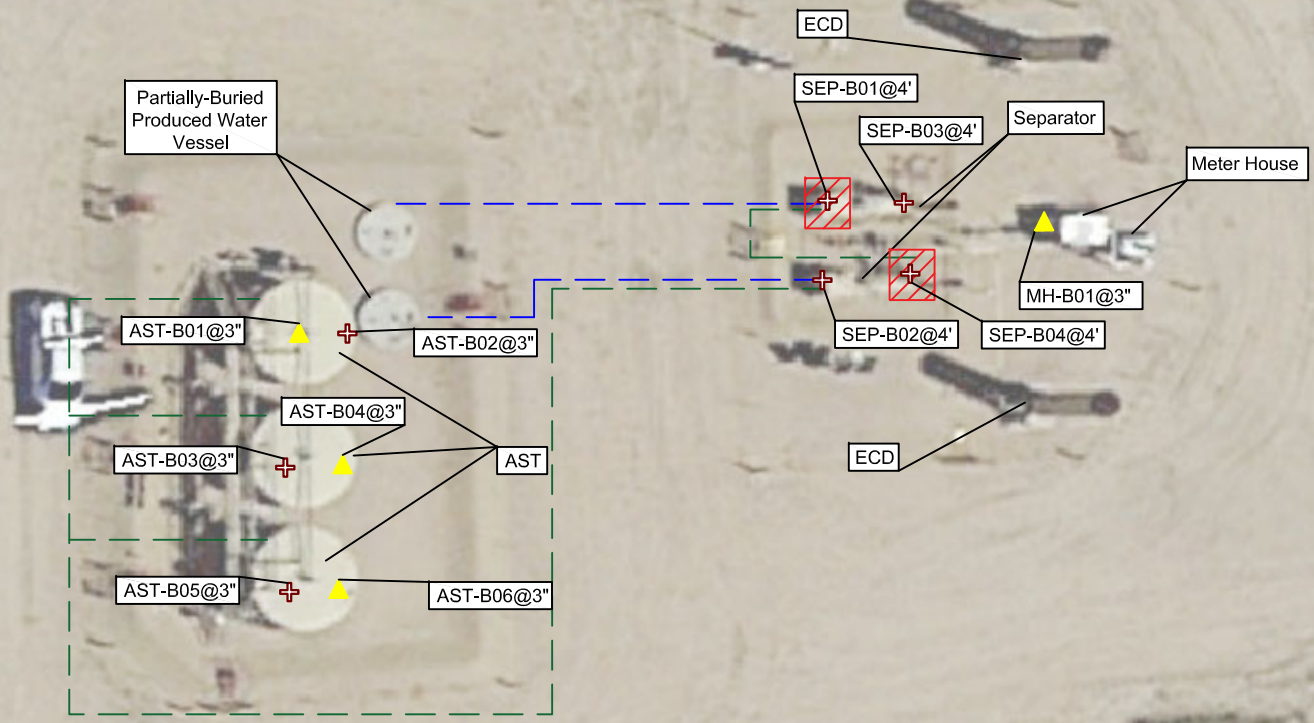 ECD
SEP-B01@4'
Partially-Buried
Produced Water
Vessel
Separator
SEP-B03@4'
Meter House
MH-B01@3"
AST-B01@3"
AST-B02@3"
SEP-B02@4'
SEP-B04@4'
AST-B04@3"
AST-B03@3"
AST
ECD
AST-B05@3"
AST-B06@3"